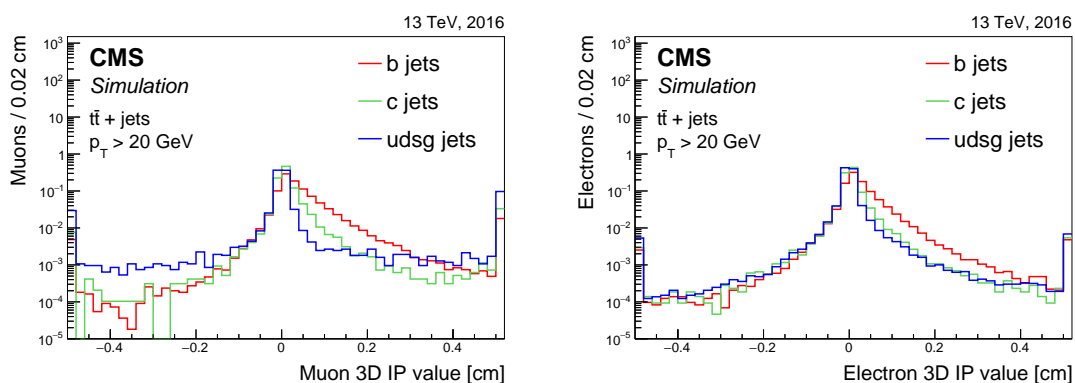 13 TeV, 2016
CMS
Simulation
tt̄ + jets
p_T > 20 GeV
b jets
c jets
udsg jets
Muons / 0.02 cm
10³
10²
10
1
10⁻¹
10⁻²
10⁻³
10⁻⁴
10⁻⁵
−0.4 −0.2 0 0.2 0.4
Muon 3D IP value [cm]
13 TeV, 2016
CMS
Simulation
tt̄ + jets
p_T > 20 GeV
b jets
c jets
udsg jets
Electrons / 0.02 cm
10³
10²
10
1
10⁻¹
10⁻²
10⁻³
10⁻⁴
10⁻⁵
−0.4 −0.2 0 0.2 0.4
Electron 3D IP value [cm]